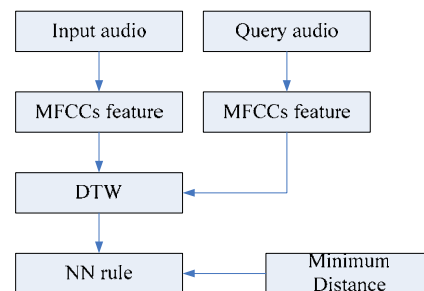 Input audio
Query audio
MFCCs feature
MFCCs feature
DTW
NN rule
Minimum
Distance